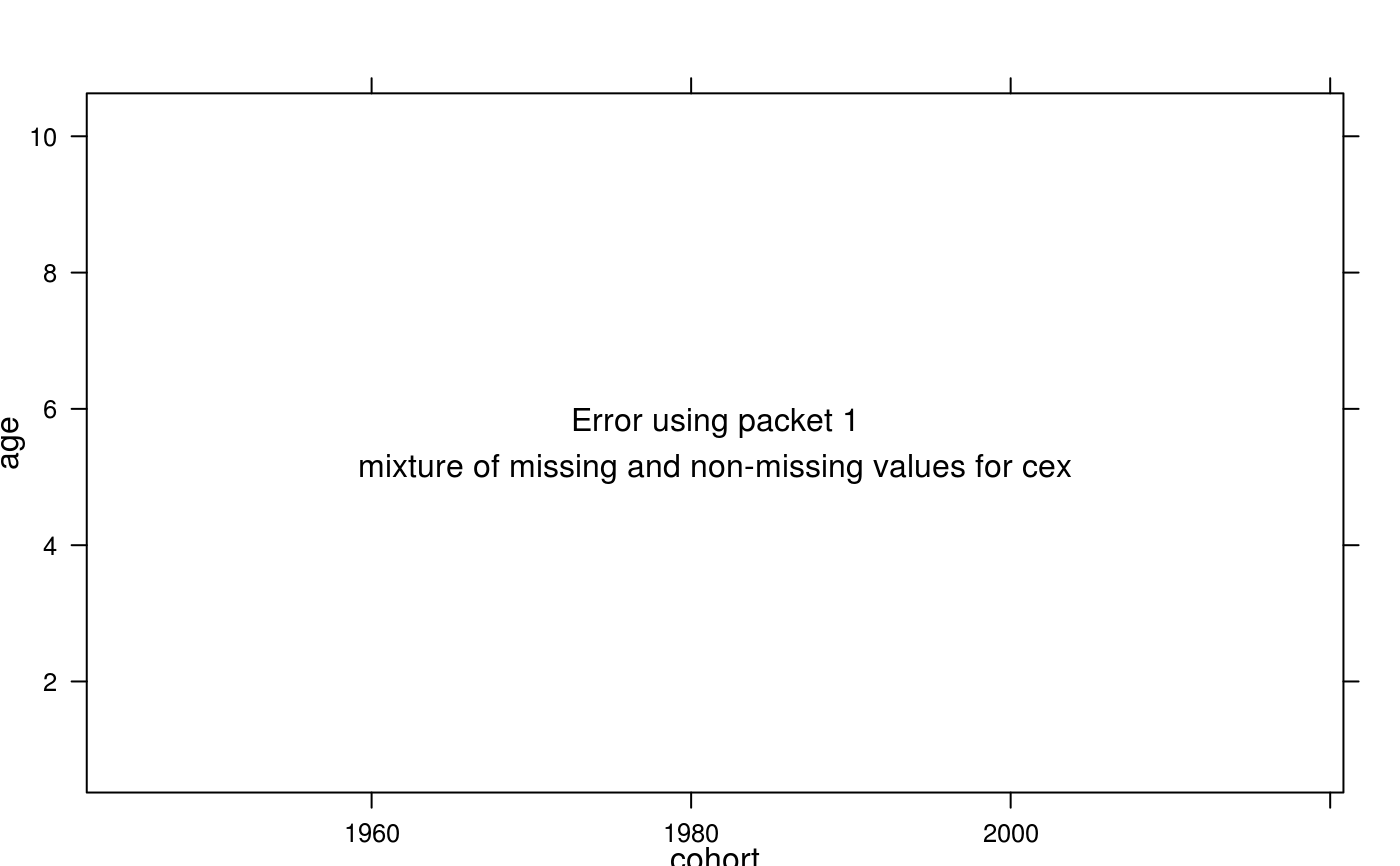 10
8
6
4
2
age
Error using packet 1
mixture of missing and non-missing values for cex
1960 1980 2000
cohort